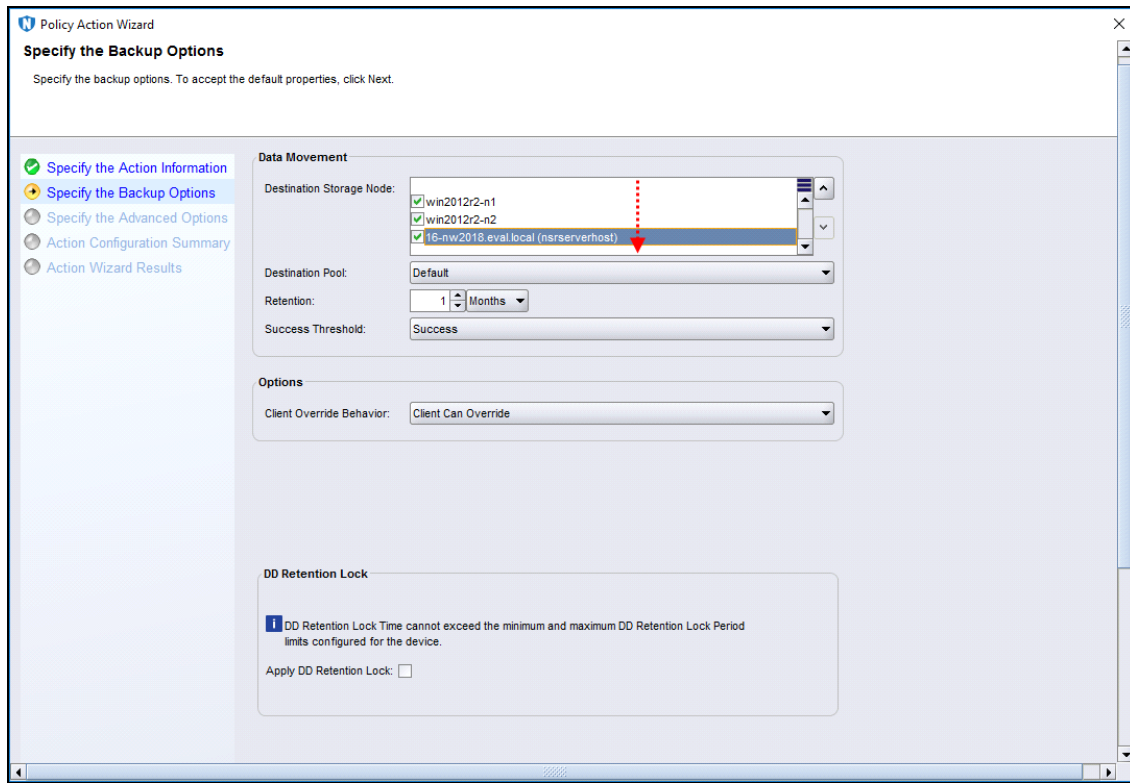 Policy Action Wizard
Specify the Backup Options
Specify the backup options. To accept the default properties, click Next.
Specify the Action Information
Specify the Backup Options
Specify the Advanced Options
Action Configuration Summary
Action Wizard Results
Data Movement
Destination Storage Node:
win2012r2-n1
win2012r2-n2
16-nw2018.eval.local (nsrserverhost)
Destination Pool: Default
Retention: 1 Months
Success Threshold: Success
Options
Client Override Behavior: Client Can Override
DD Retention Lock
i DD Retention Lock Time cannot exceed the minimum and maximum DD Retention Lock Period
limits configured for the device.
Apply DD Retention Lock: